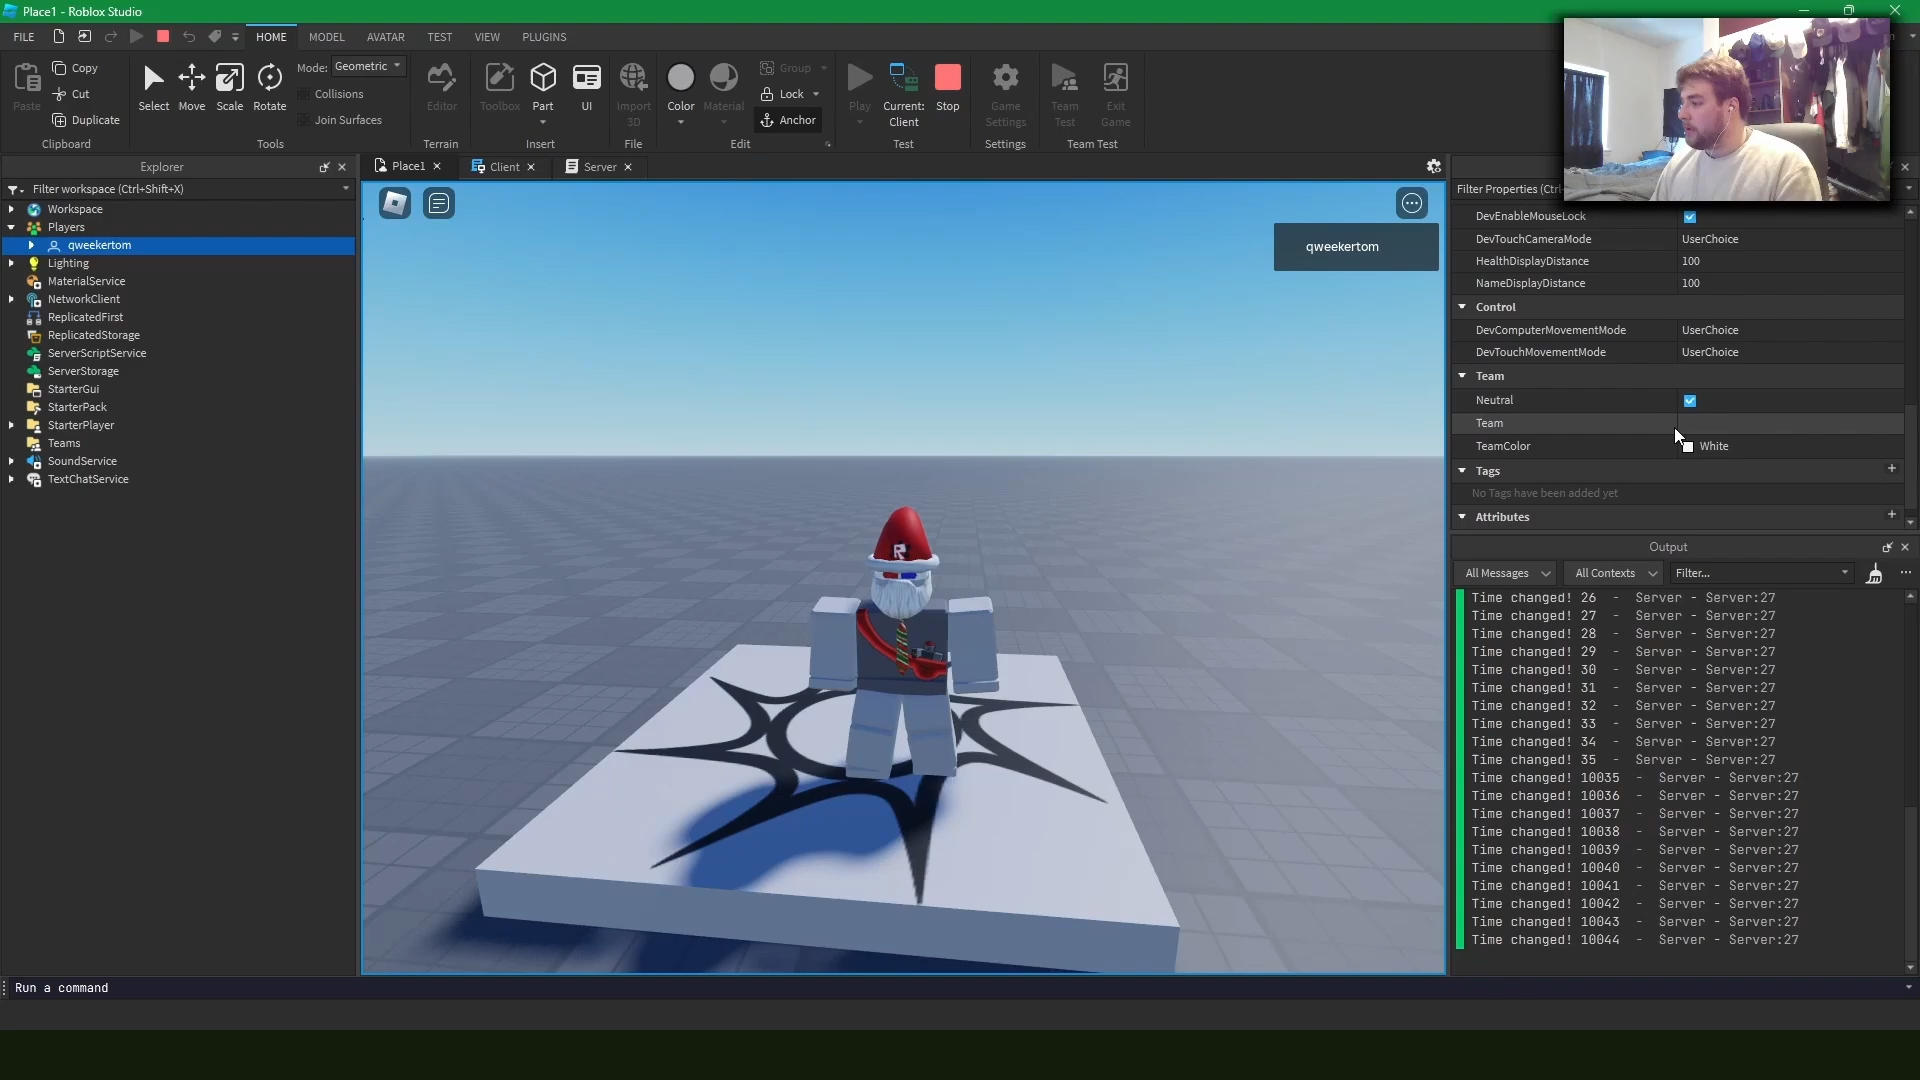 Place1 - Roblox Studio
FILE
HOME
MODEL
AVATAR
TEST
VIEW
PLUGINS
Paste
Copy
Cut
Duplicate
Clipboard
Select
Move
Scale
Rotate
Mode: Geometric
Collisions
Join Surfaces
Tools
Editor
Terrain
Toolbox
Part
UI
Insert
Import 3D
File
Color
Material
Group
Lock
Anchor
Edit
Play
Current: Client
Stop
Test
Game Settings
Settings
Team Test
Exit Game
Team Test
Explorer
Filter workspace (Ctrl+Shift+X)
Workspace
Players
qweekertom
Lighting
MaterialService
NetworkClient
ReplicatedFirst
ReplicatedStorage
ServerScriptService
ServerStorage
StarterGui
StarterPack
StarterPlayer
Teams
SoundService
TextChatService
Place1
Client
Server
qweekertom
Filter Properties (Ctrl
DevEnableMouseLock
DevTouchCameraMode UserChoice
HealthDisplayDistance 100
NameDisplayDistance 100
Control
DevComputerMovementMode UserChoice
DevTouchMovementMode UserChoice
Team
Neutral
Team
TeamColor White
Tags
No Tags have been added yet
Attributes
Output
All Messages
All Contexts
Filter...
Time changed! 26 - Server - Server:27
Time changed! 27 - Server - Server:27
Time changed! 28 - Server - Server:27
Time changed! 29 - Server - Server:27
Time changed! 30 - Server - Server:27
Time changed! 31 - Server - Server:27
Time changed! 32 - Server - Server:27
Time changed! 33 - Server - Server:27
Time changed! 34 - Server - Server:27
Time changed! 35 - Server - Server:27
Time changed! 10035 - Server - Server:27
Time changed! 10036 - Server - Server:27
Time changed! 10037 - Server - Server:27
Time changed! 10038 - Server - Server:27
Time changed! 10039 - Server - Server:27
Time changed! 10040 - Server - Server:27
Time changed! 10041 - Server - Server:27
Time changed! 10042 - Server - Server:27
Time changed! 10043 - Server - Server:27
Time changed! 10044 - Server - Server:27
Run a command